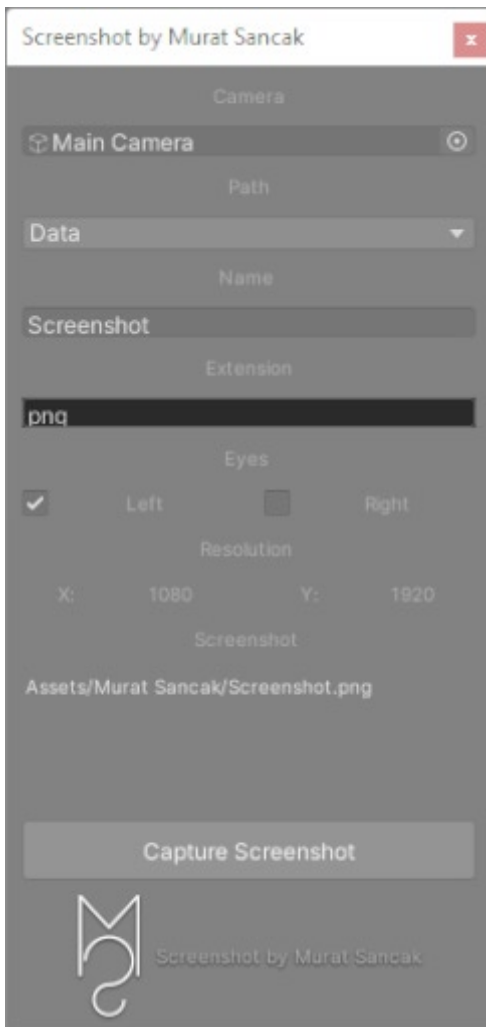 Screenshot by Murat Sancak
x
Camera
Main Camera
Path
Data
Name
Screenshot
Extension
png
Eyes
Left Right
Resolution
X: 1080 Y: 1920
Screenshot
Assets/Murat Sancak/Screenshot.png
Capture Screenshot
Screenshot by Murat Sancak